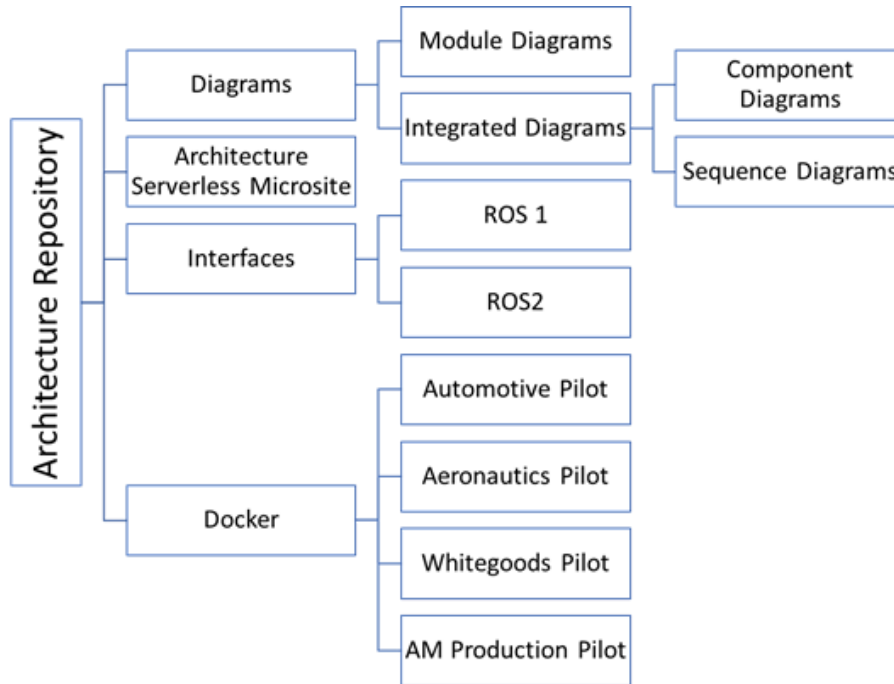 Architecture Repository
Diagrams
Module Diagrams
Integrated Diagrams
Component
Diagrams
Sequence Diagrams
Architecture
Serverless Microsite
Interfaces
ROS 1
ROS2
Docker
Automotive Pilot
Aeronautics Pilot
Whitegoods Pilot
AM Production Pilot